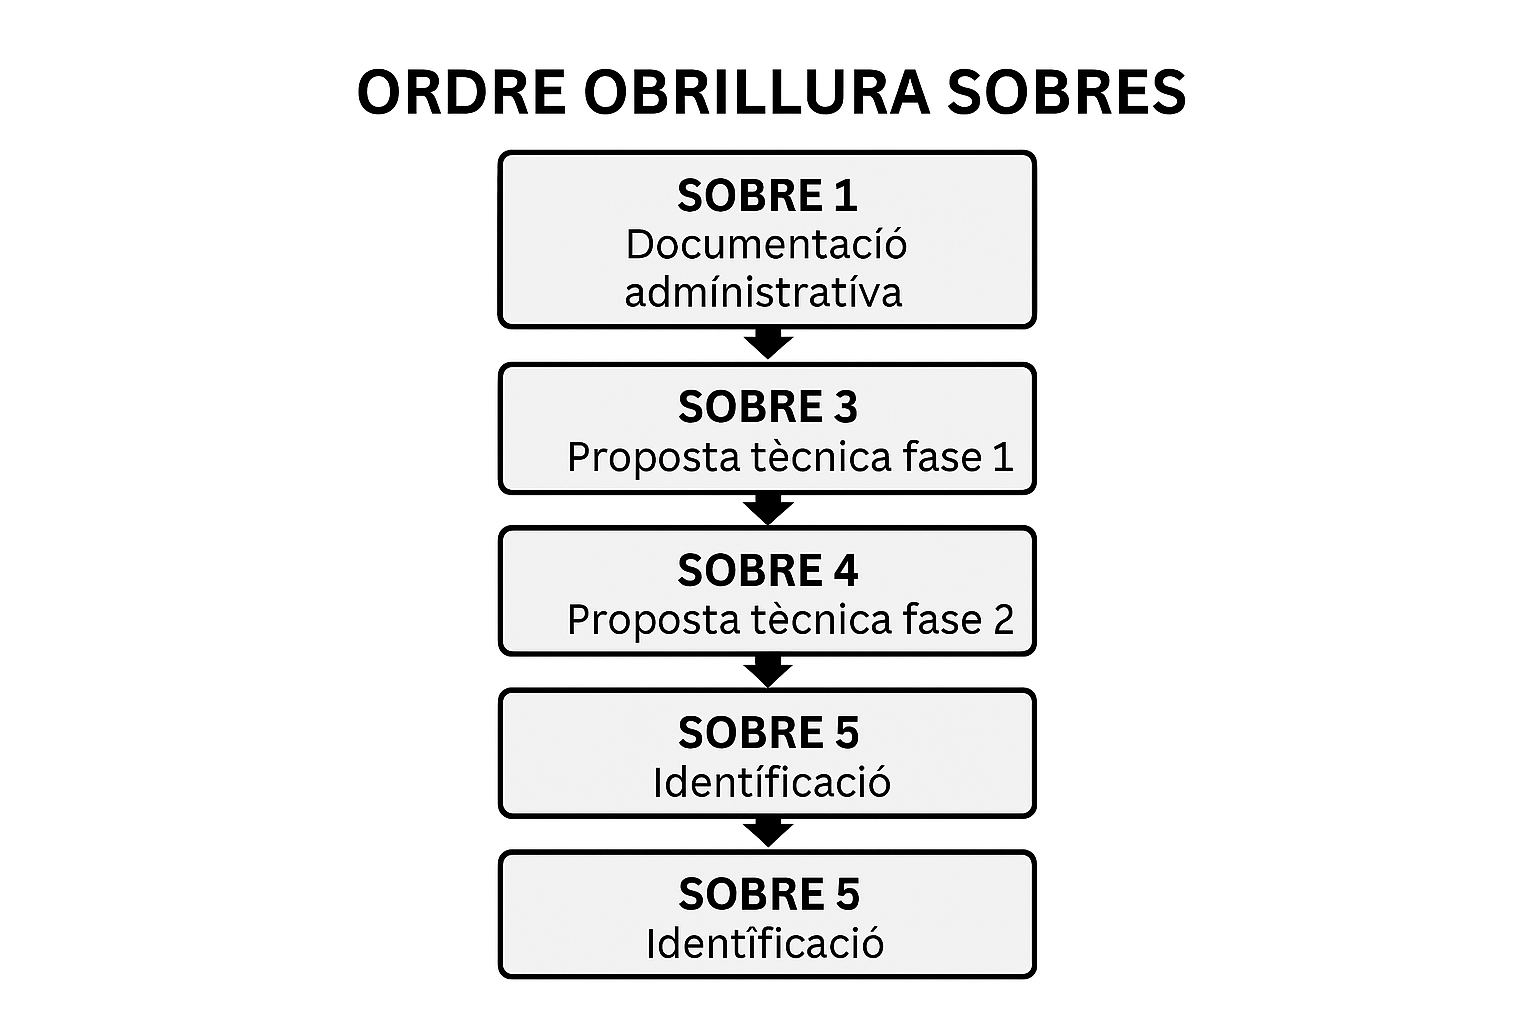 ORDRE OBRILLURA SOBRES
SOBRE 1
Documentacíó
admínistratíva
SOBRE 3
Proposta tècnica fase 1
SOBRE 4
Proposta tècnica fase 2
SOBRE 5
Identíficació
SOBRE 5
Identîficació